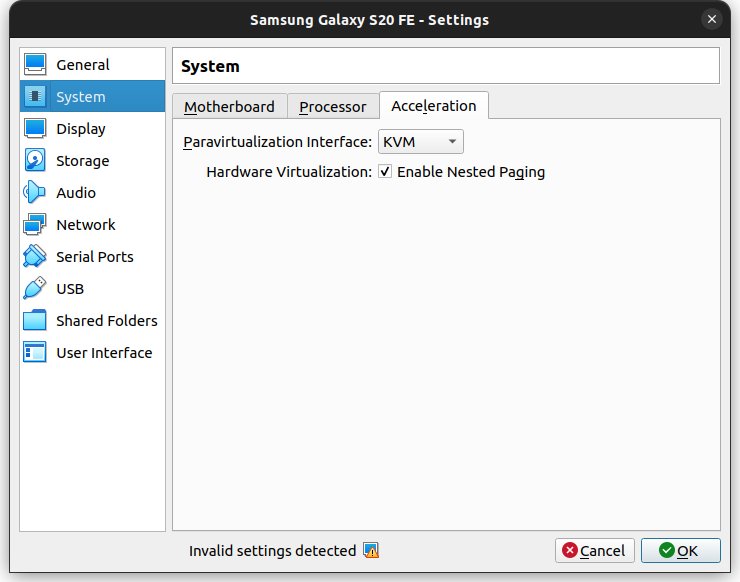 Samsung Galaxy S20 FE - Settings
General
System
Display
Storage
Audio
Network
Serial Ports
USB
Shared Folders
User Interface
System
Motherboard Processor Acceleration
Paravirtualization Interface: KVM
Hardware Virtualization: Enable Nested Paging
Invalid settings detected
Cancel OK